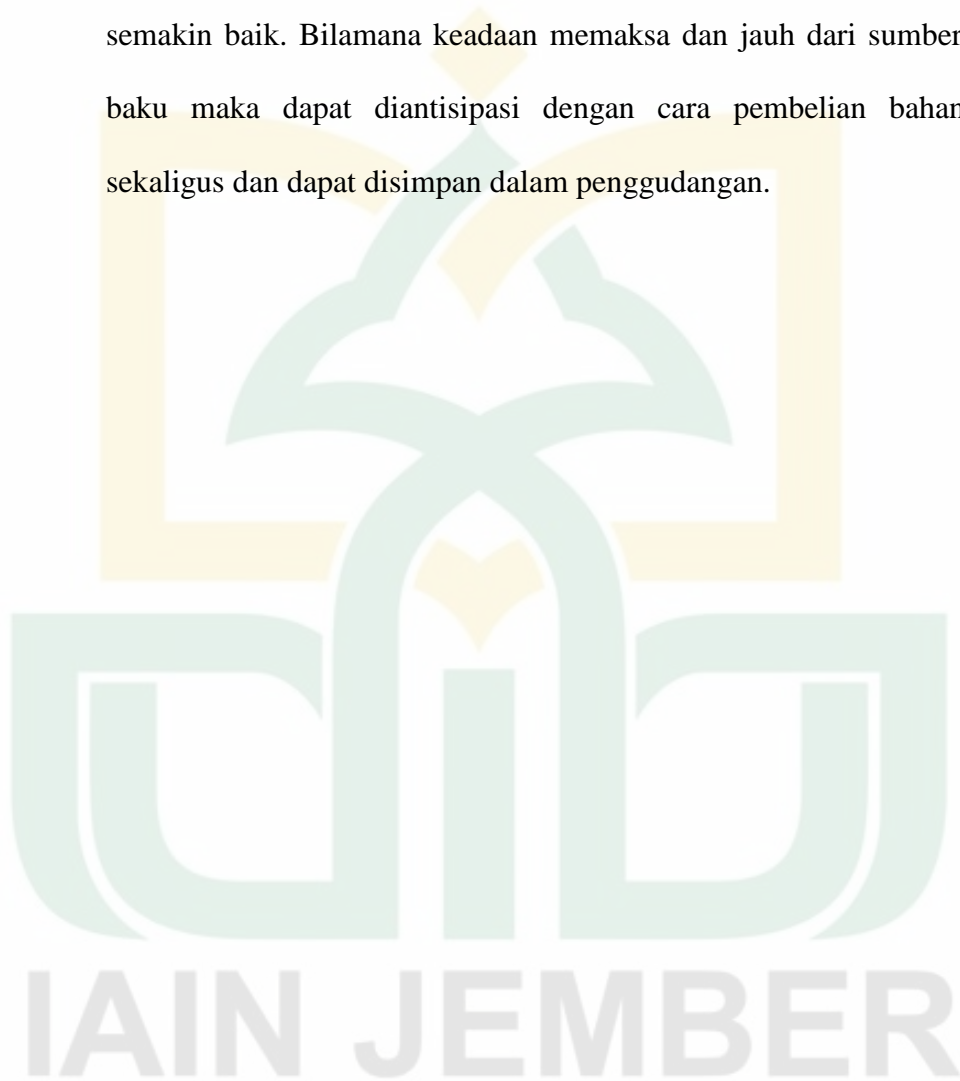 semakin baik. Bilamana keadaan memaksa dan jauh dari sumber
baku maka dapat diantisipasi dengan cara pembelian bahan
sekaligus dan dapat disimpan dalam penggudangan.
IAIN JEMBER